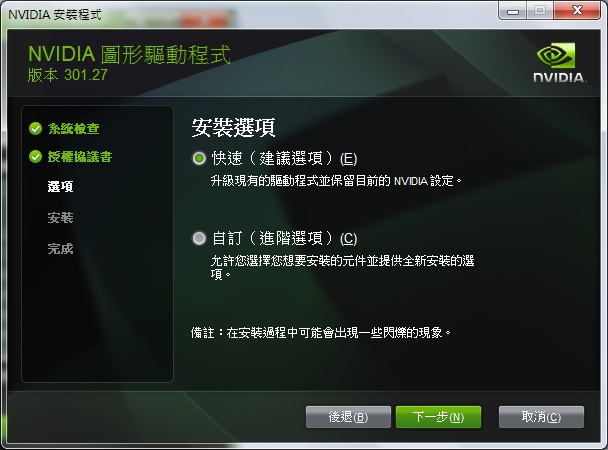 NVIDIA 安裝程式
NVIDIA 圖形驅動程式
版本 301.27
NVIDIA.
系統檢查
授權協議書
選項
安裝
完成
安裝選項
快速（建議選項）(E)
升級現有的驅動程式並保留目前的 NVIDIA 設定。
自訂（進階選項）(C)
允許您選擇您想要安裝的元件並提供全新安裝的選
項。
備註：在安裝過程中可能會出現一些閃爍的現象。
後退(B)
下一步(N)
取消(C)